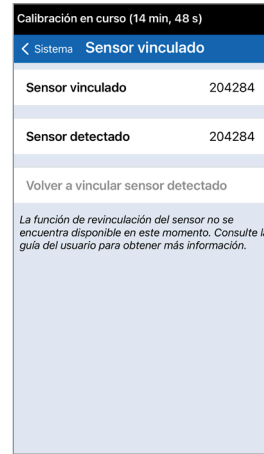 Calibración en curso (14 min, 48 s)
Sistema Sensor vinculado
Sensor vinculado 204284
Sensor detectado 204284
Volver a vincular sensor detectado
La función de revinculación del sensor no se
encuentra disponible en este momento. Consulte la
guía del usuario para obtener más información.